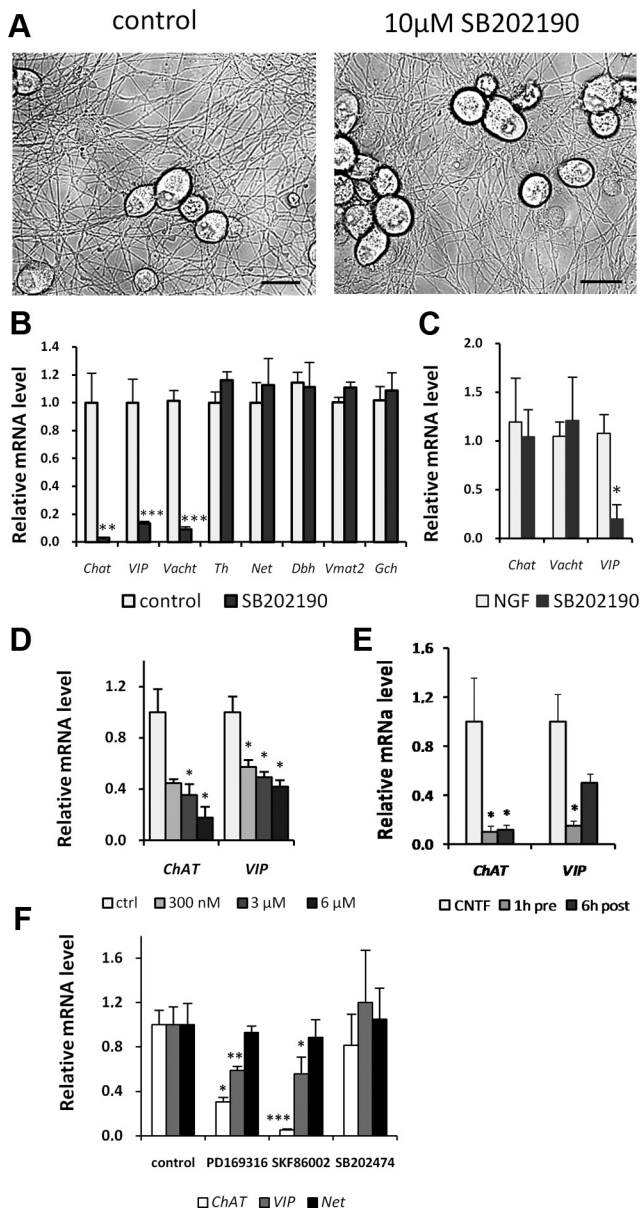 A
control
10µM SB202190
B
Relative mRNA level
1.4
1.2
1.0
0.8
0.6
0.4
0.2
0.0
** *** ***
Chat VIP Vacht Th Net Dbh Vmat2 Gch
control SB202190
C
Relative mRNA level
2.0
1.5
1.0
0.5
0.0
*
Chat Vacht VIP
NGF SB202190
D
Relative mRNA level
1.2
0.8
0.4
0.0
* * * * *
ChAT VIP
ctrl 300 nM 3 µM 6 µM
E
Relative mRNa level
1.6
1.2
0.8
0.4
0.0
* * *
ChAT VIP
CNTF 1h pre 6h post
F
Relative mRNA level
1.6
1.2
0.8
0.4
0.0
* ** *** *
control PD169316 SKF86002 SB202474
ChAT VIP Net